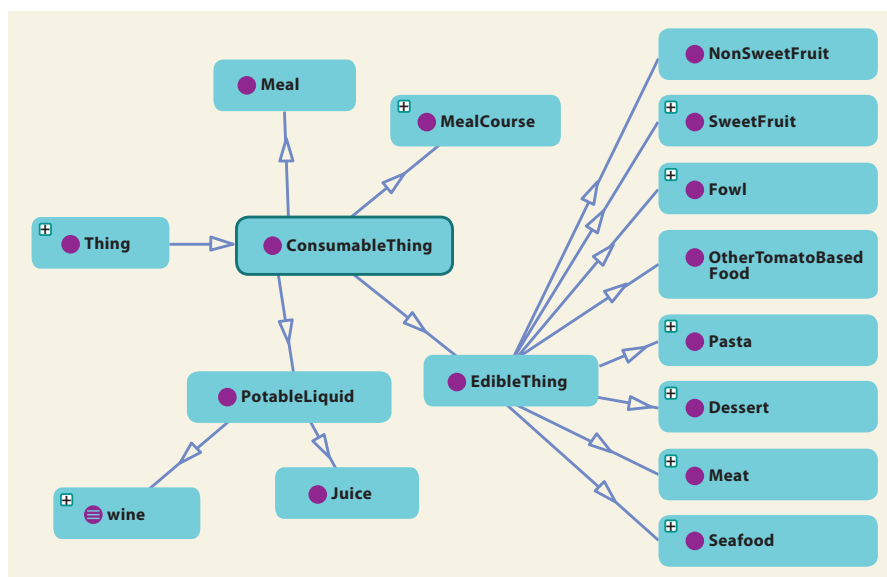 NonSweetFruit
Meal
MealCourse
SweetFruit
Fowl
Thing
ConsumableThing
OtherTomatoBased
Food
Pasta
EdibleThing
PotableLiquid
Dessert
Meat
Juice
wine
Seafood